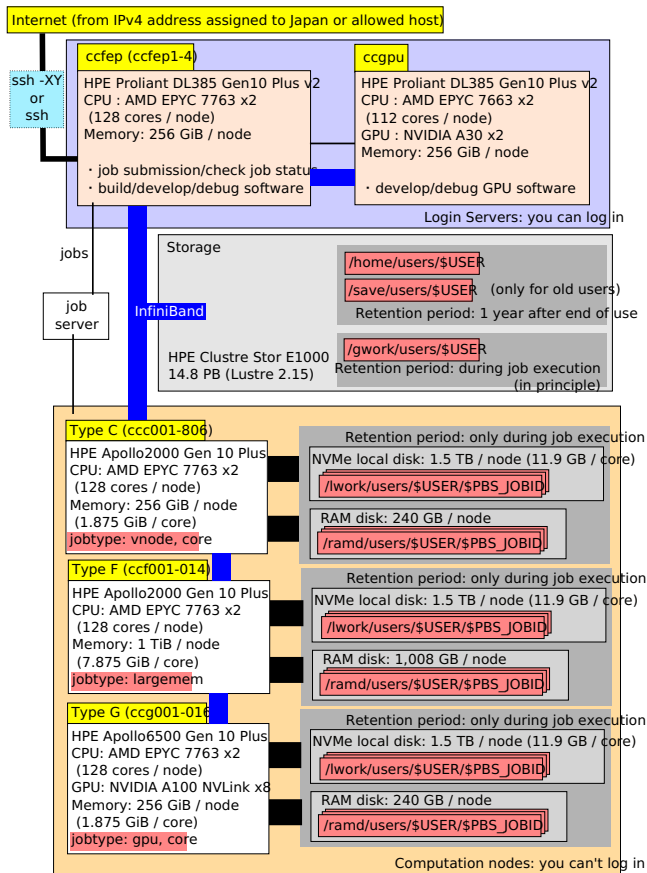 Internet (from IPv4 address assigned to Japan or allowed host)
ssh -XY
or
ssh
ccfep (ccfep1-4)
HPE Proliant DL385 Gen10 Plus v2
CPU : AMD EPYC 7763 x2
(128 cores / node)
Memory: 256 GiB / node
・job submission/check job status
・build/develop/debug software
ccgpu
HPE Proliant DL385 Gen10 Plus v2
CPU : AMD EPYC 7663 x2
(112 cores / node)
GPU : NVIDIA A30 x2
Memory: 256 GiB / node
・develop/debug GPU software
Login Servers: you can log in
jobs
job
server
InfiniBand
Storage
/home/users/$USER
/save/users/$USER (only for old users)
Retention period: 1 year after end of use
HPE Clustre Stor E1000
14.8 PB (Lustre 2.15)
/gwork/users/$USER
Retention period: during job execution
(in principle)
Type C (ccc001-806)
HPE Apollo2000 Gen 10 Plus
CPU: AMD EPYC 7763 x2
(128 cores / node)
Memory: 256 GiB / node
(1.875 GiB / core)
jobtype: vnode, core
Retention period: only during job execution
NVMe local disk: 1.5 TB / node (11.9 GB / core)
/lwork/users/$USER/$PBS_JOBID
RAM disk: 240 GB / node
/ramd/users/$USER/$PBS_JOBID
Type F (ccf001-014)
HPE Apollo2000 Gen 10 Plus
CPU: AMD EPYC 7763 x2
(128 cores / node)
Memory: 1 TiB / node
(7.875 GiB / core)
jobtype: largemem
Retention period: only during job execution
NVMe local disk: 1.5 TB / node (11.9 GB / core)
/lwork/users/$USER/$PBS_JOBID
RAM disk: 1,008 GB / node
/ramd/users/$USER/$PBS_JOBID
Type G (ccg001-016
HPE Apollo6500 Gen 10 Plus
CPU: AMD EPYC 7763 x2
(128 cores / node)
GPU: NVIDIA A100 NVLink x8
Memory: 256 GiB / node
(1.875 GiB / core)
jobtype: gpu, core
Retention period: only during job execution
NVMe local disk: 1.5 TB / node (11.9 GB / core)
/lwork/users/$USER/$PBS_JOBID
RAM disk: 240 GB / node
/ramd/users/$USER/$PBS_JOBID
Computation nodes: you can't log in